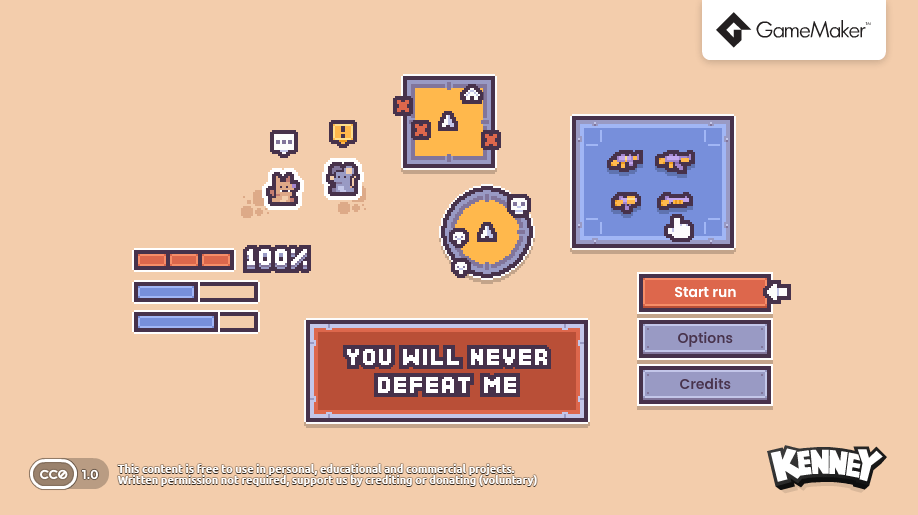 GameMaker™
...
!
100%
YOU WILL NEVER
DEFEAT ME
Start run
Options
Credits
CC0 1.0
This content is free to use in personal, educational and commercial projects.
Written permission not required, support us by crediting or donating (voluntary)
KENNEY